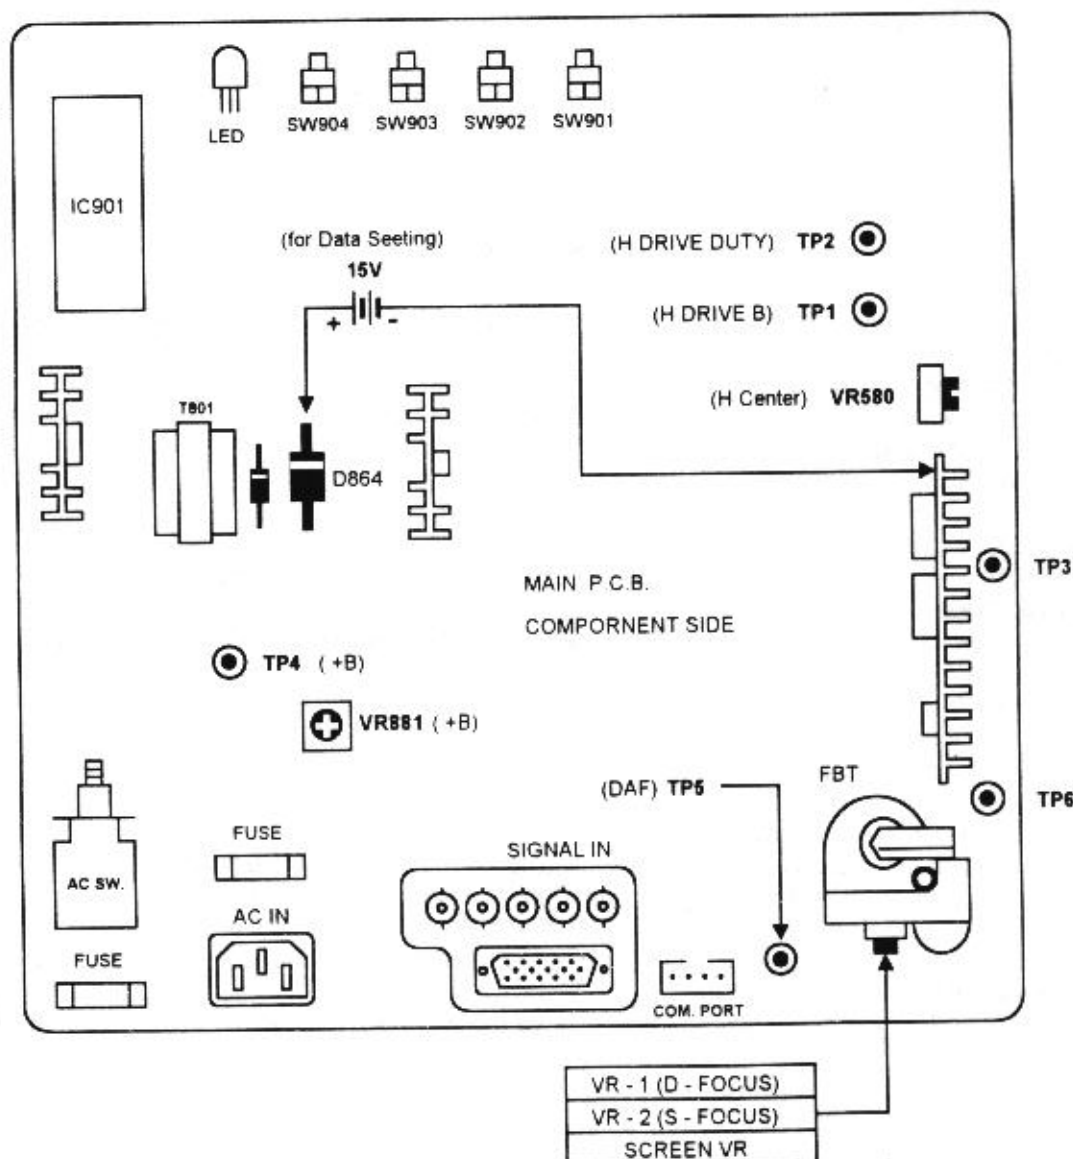 LED
SW904
SW903
SW902
SW901
IC901
(for Data Seeting)
15V
+ -
(H DRIVE DUTY) TP2
(H DRIVE B) TP1
(H Center) VR580
T801
D864
TP3
MAIN P.C.B.
COMPORNENT SIDE
TP4 ( +B)
VR881 ( +B)
(DAF) TP5
FBT
TP6
FUSE
SIGNAL IN
AC SW.
AC IN
FUSE
COM. PORT
VR - 1 (D - FOCUS)
VR - 2 (S - FOCUS)
SCREEN VR